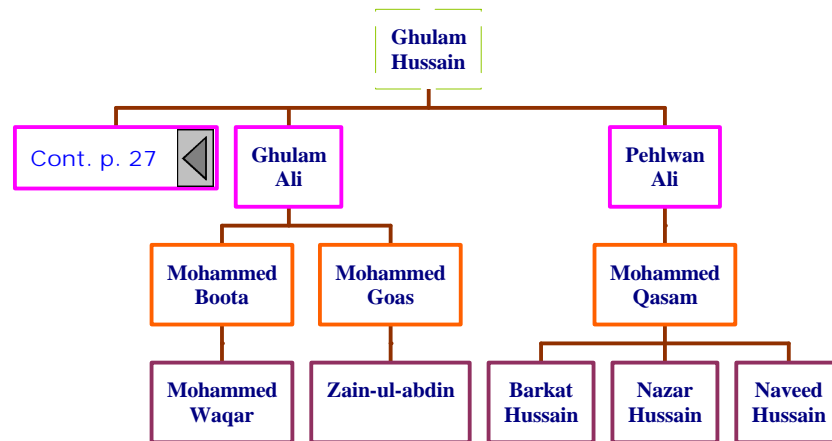 Ghulam
Hussain
Cont. p. 27
Ghulam
Ali
Pehlwan
Ali
Mohammed
Boota
Mohammed
Goas
Mohammed
Qasam
Mohammed
Waqar
Zain-ul-abdin
Barkat
Hussain
Nazar
Hussain
Naveed
Hussain